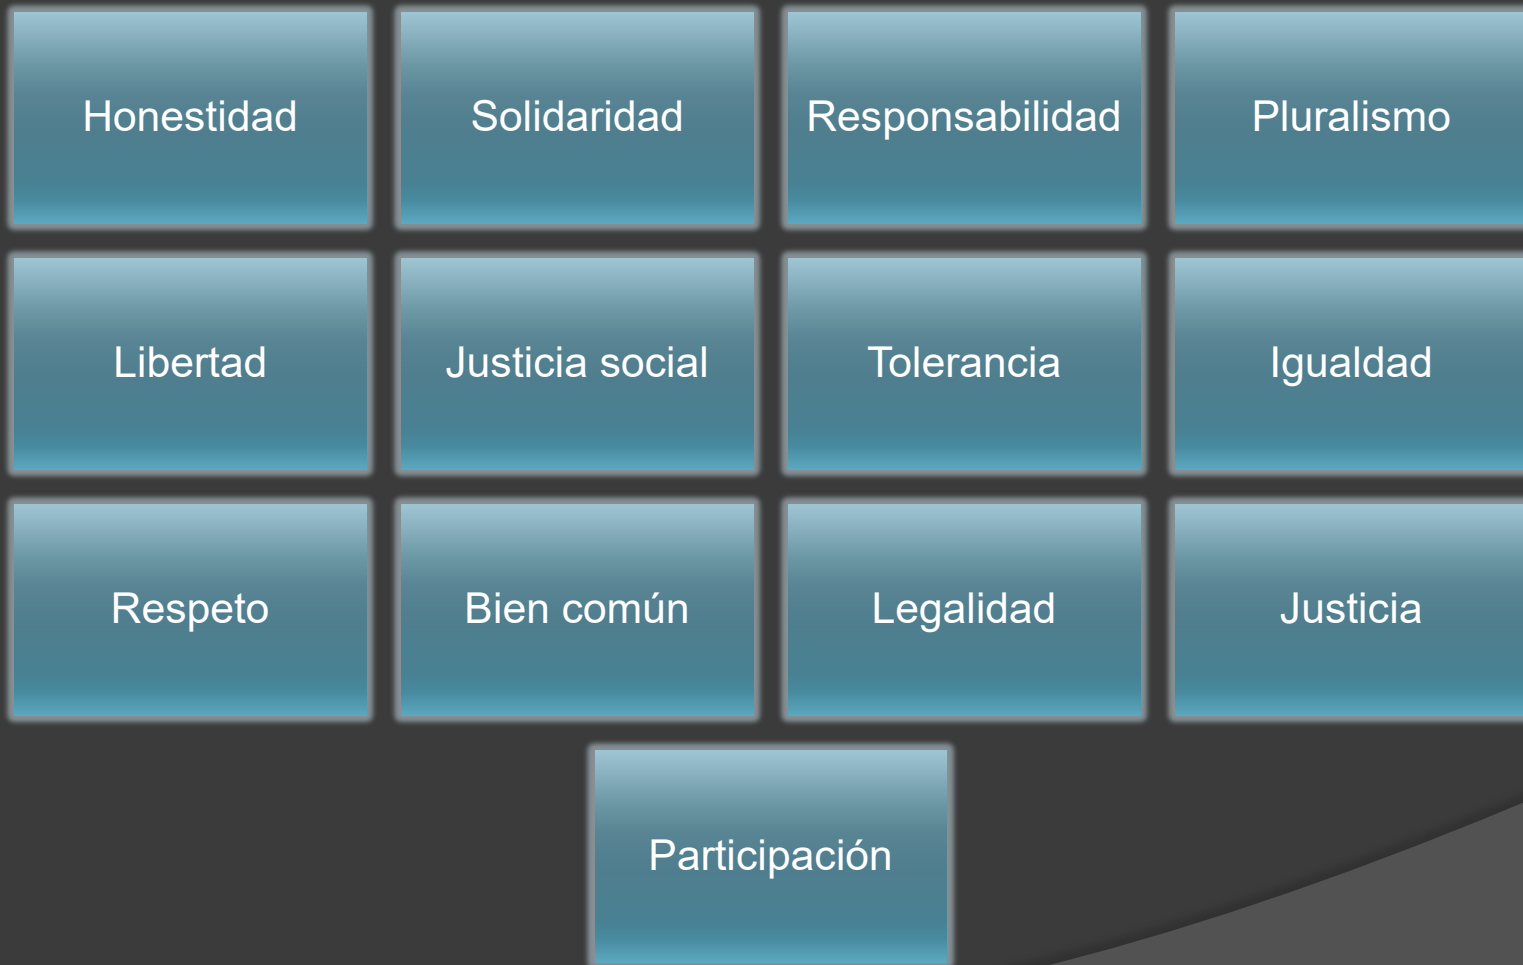 Honestidad
Solidaridad
Responsabilidad
Pluralismo
Libertad
Justicia social
Tolerancia
Igualdad
Respeto
Bien común
Legalidad
Justicia
Participación